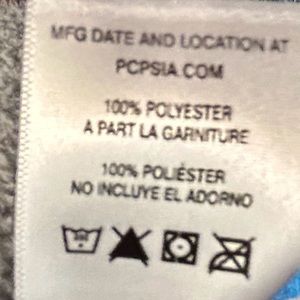 MFG DATE AND LOCATION AT
PCPSIA.COM
100% POLYESTER
A PART LA GARNITURE
100% POLIÉSTER
NO INCLUYE EL ADORNO